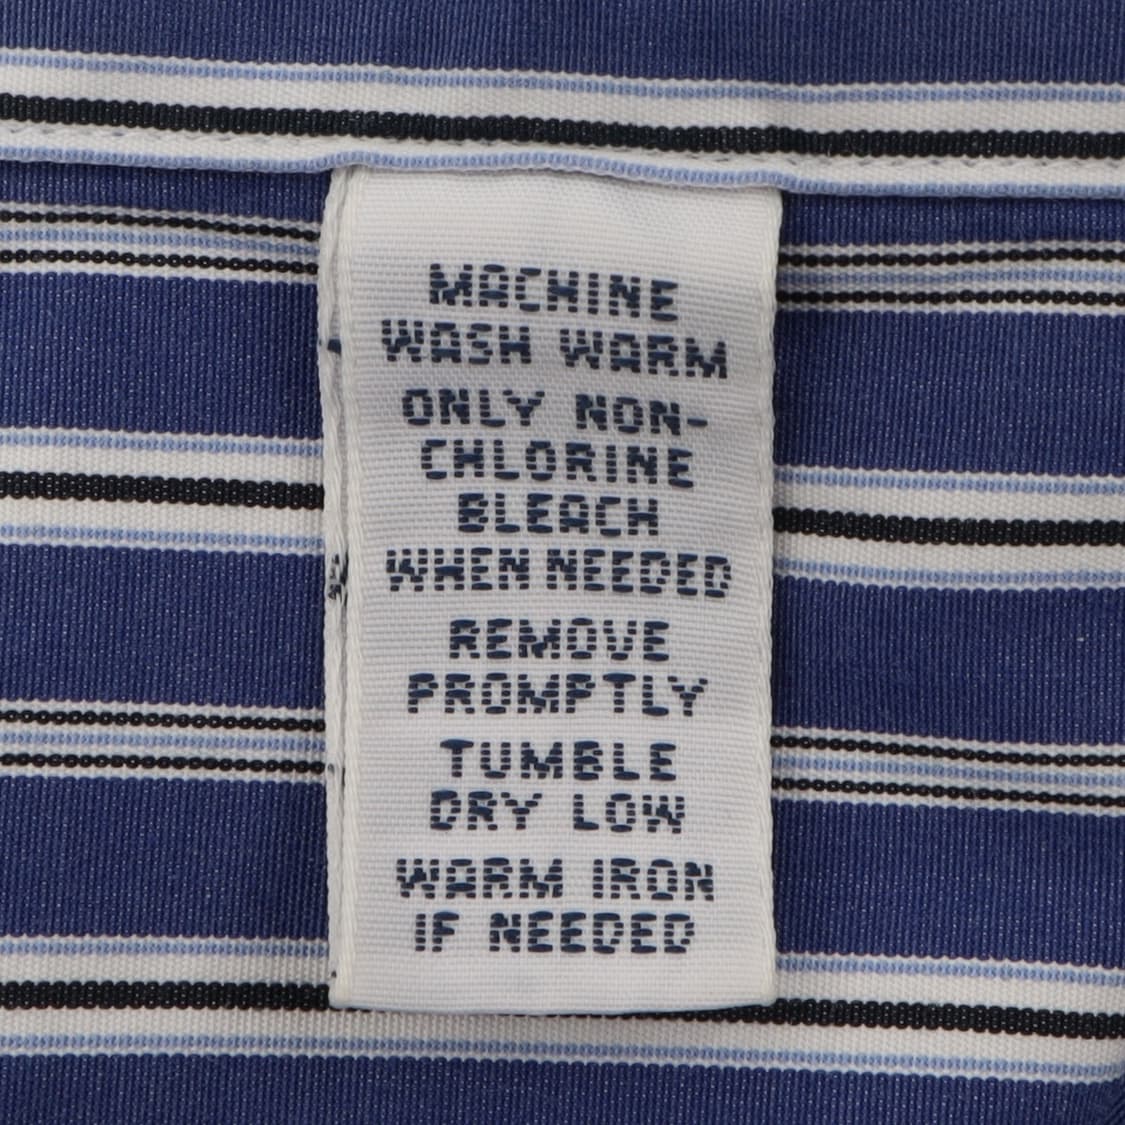 MACHINE
WASH WARM
ONLY NON-
CHLORINE
BLEACH
WHEN NEEDED
REMOVE
PROMPTLY
TUMBLE
DRY LOW
WARM IRON
IF NEEDED